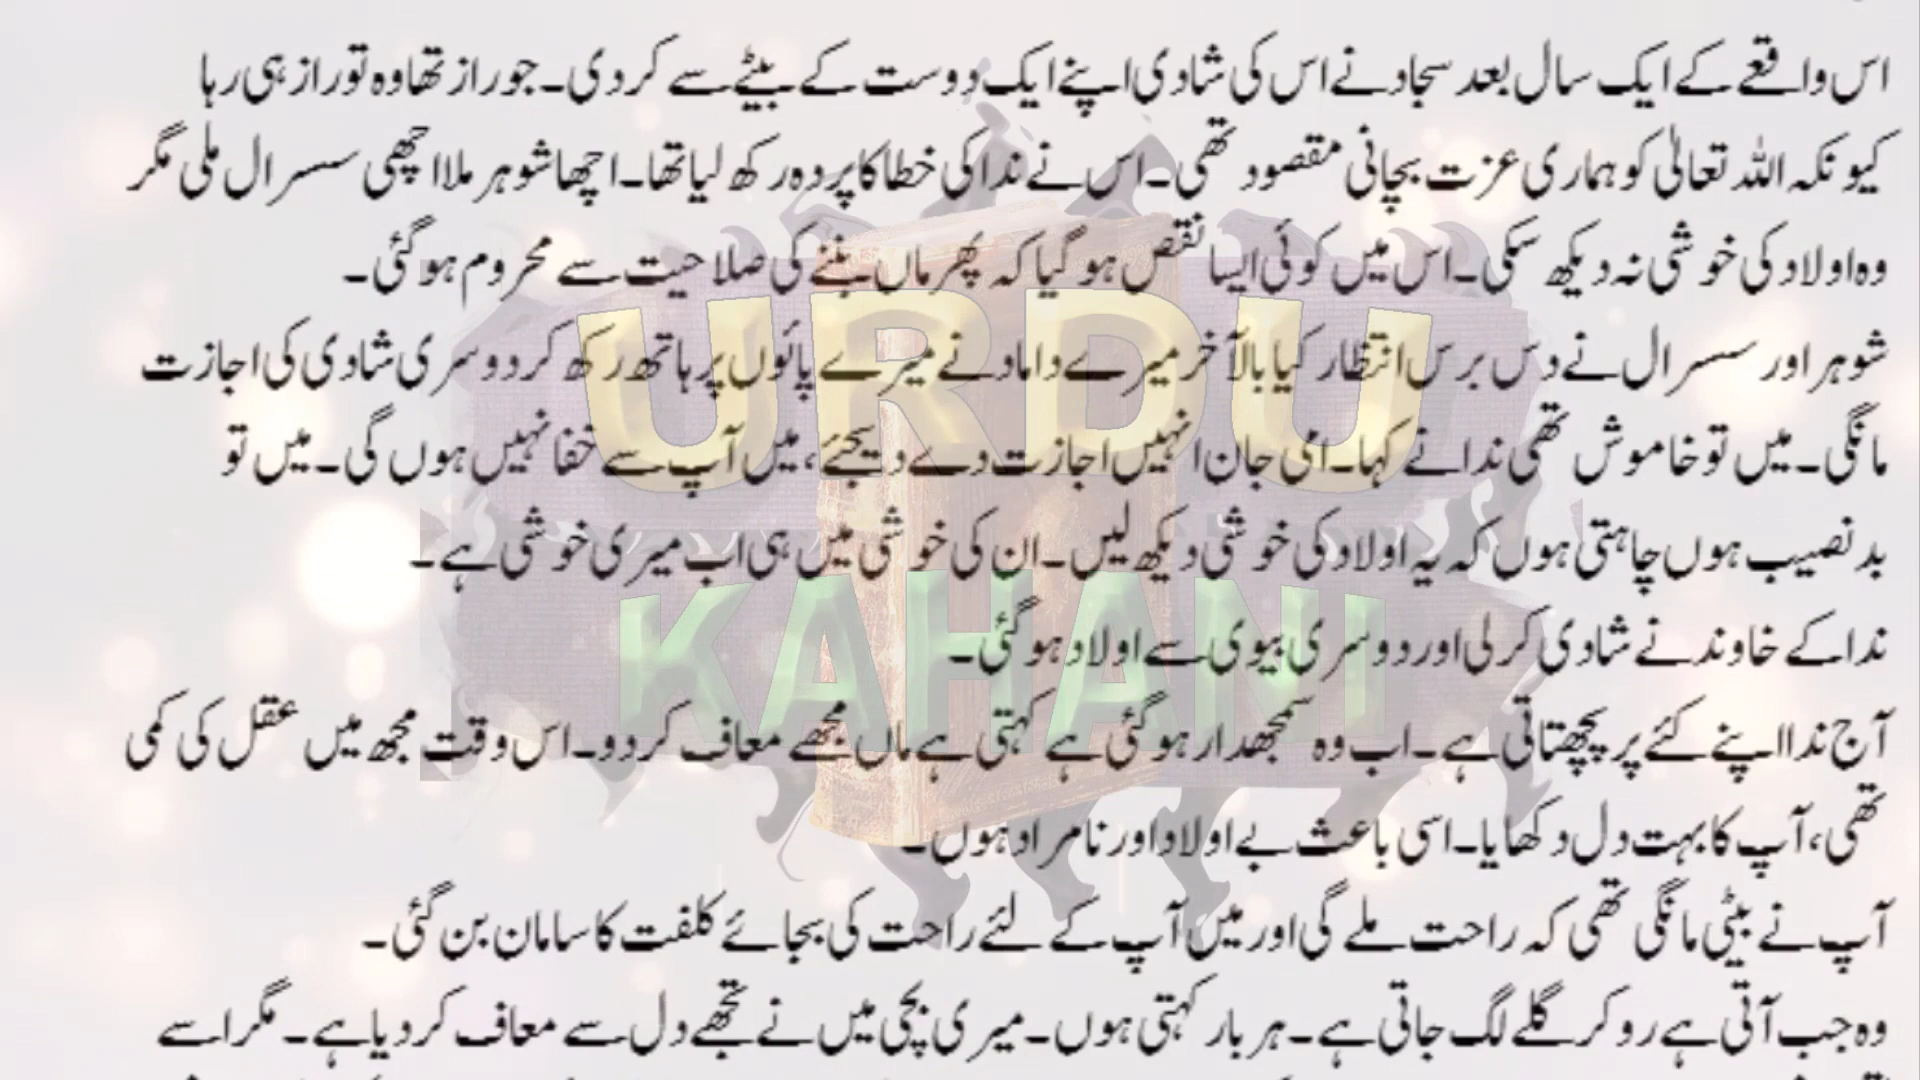 اس واقعے کے ایک سال بعد سجاد نے اس کی شادی اپنے ایک دوست کے بیٹے سے کر دی۔ جو راز تھا وہ تو راز ہی رہا
کیونکہ اللہ تعالیٰ کو ہماری عزت بچانی مقصود تھی۔ اس نے ندا کی خطا کا پردہ رکھ لیا تھا۔ اچھا شوہر ملا اچھی سسرال ملی مگر
وہ اولاد کی خوشی نہ دیکھ سکی۔ اس میں کوئی ایسا نقص ہو گیا کہ پھر ماں بننے کی صلاحیت سے محروم ہو گئی۔
شوہر اور سسرال نے دس برس انتظار کیا بالآخر میرے داماد نے میرے پائوں پر ہاتھ رکھ کر دوسری شادی کی اجازت
مانگی۔ میں تو خاموش تھی ندا نے کہا۔ امی جان انہیں اجازت دے دیجئے، میں آپ سے خفا نہیں ہوں گی۔ میں تو
بد نصیب ہوں چاہتی ہوں کہ یہ اولاد کی خوشی دیکھ لیں۔ ان کی خوشی میں ہی اب میری خوشی ہے۔
URDU
ندا کے خاوند نے شادی کر لی اور دوسری بیوی سے اولاد ہو گئی۔
KAHANI
آج ندا اپنے کئے پر پچھتاتی ہے۔ اب وہ سمجھدار ہو گئی ہے کہتی ہے ماں مجھے معاف کر دو۔ اس وقت مجھ میں عقل کی کمی
تھی، آپ کا بہت دل دکھایا۔ اسی باعث بے اولاد اور نامراد ہوں۔
آپ نے بیٹی مانگی تھی کہ راحت ملے گی اور میں آپ کے لئے راحت کی بجائے کلفت کا سامان بن گئی۔
وہ جب آتی ہے رو کر گلے لگ جاتی ہے۔ ہر بار کہتی ہوں۔ میری بچی میں نے تجھے دل سے معاف کر دیا ہے۔ مگر اسے